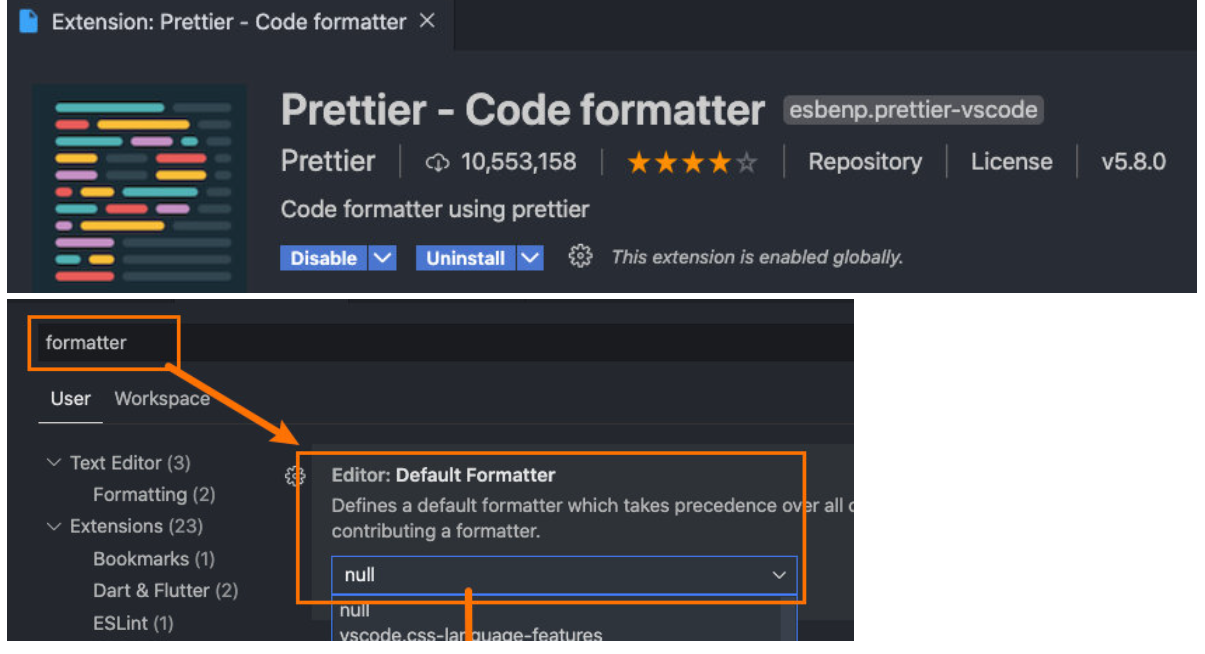 Extension: Prettier - Code formatter
Prettier - Code formatter esbenp.prettier-vscode
Prettier 10,553,158 Repository License v5.8.0
Code formatter using prettier
Disable Uninstall This extension is enabled globally.
formatter
User Workspace
Text Editor (3)
Formatting (2)
Extensions (23)
Bookmarks (1)
Dart & Flutter (2)
ESLint (1)
Editor: Default Formatter
Defines a default formatter which takes precedence over all
contributing a formatter.
null
null
vscode.css-language-features